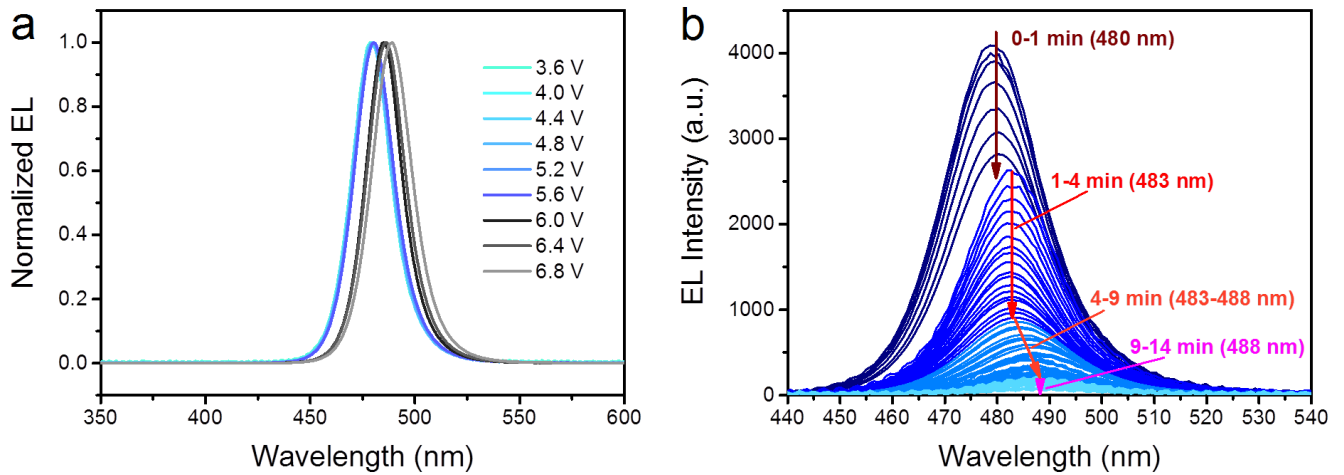 a
Normalized EL
1.0
0.8
0.6
0.4
0.2
0.0
3.6 V
4.0 V
4.4 V
4.8 V
5.2 V
5.6 V
6.0 V
6.4 V
6.8 V
350
400
450
500
550
600
Wavelength (nm)
b
EL Intensity (a.u.)
4000
3000
2000
1000
0
0-1 min (480 nm)
1-4 min (483 nm)
4-9 min (483-488 nm)
9-14 min (488 nm)
440
450
460
470
480
490
500
510
520
530
540
Wavelength (nm)